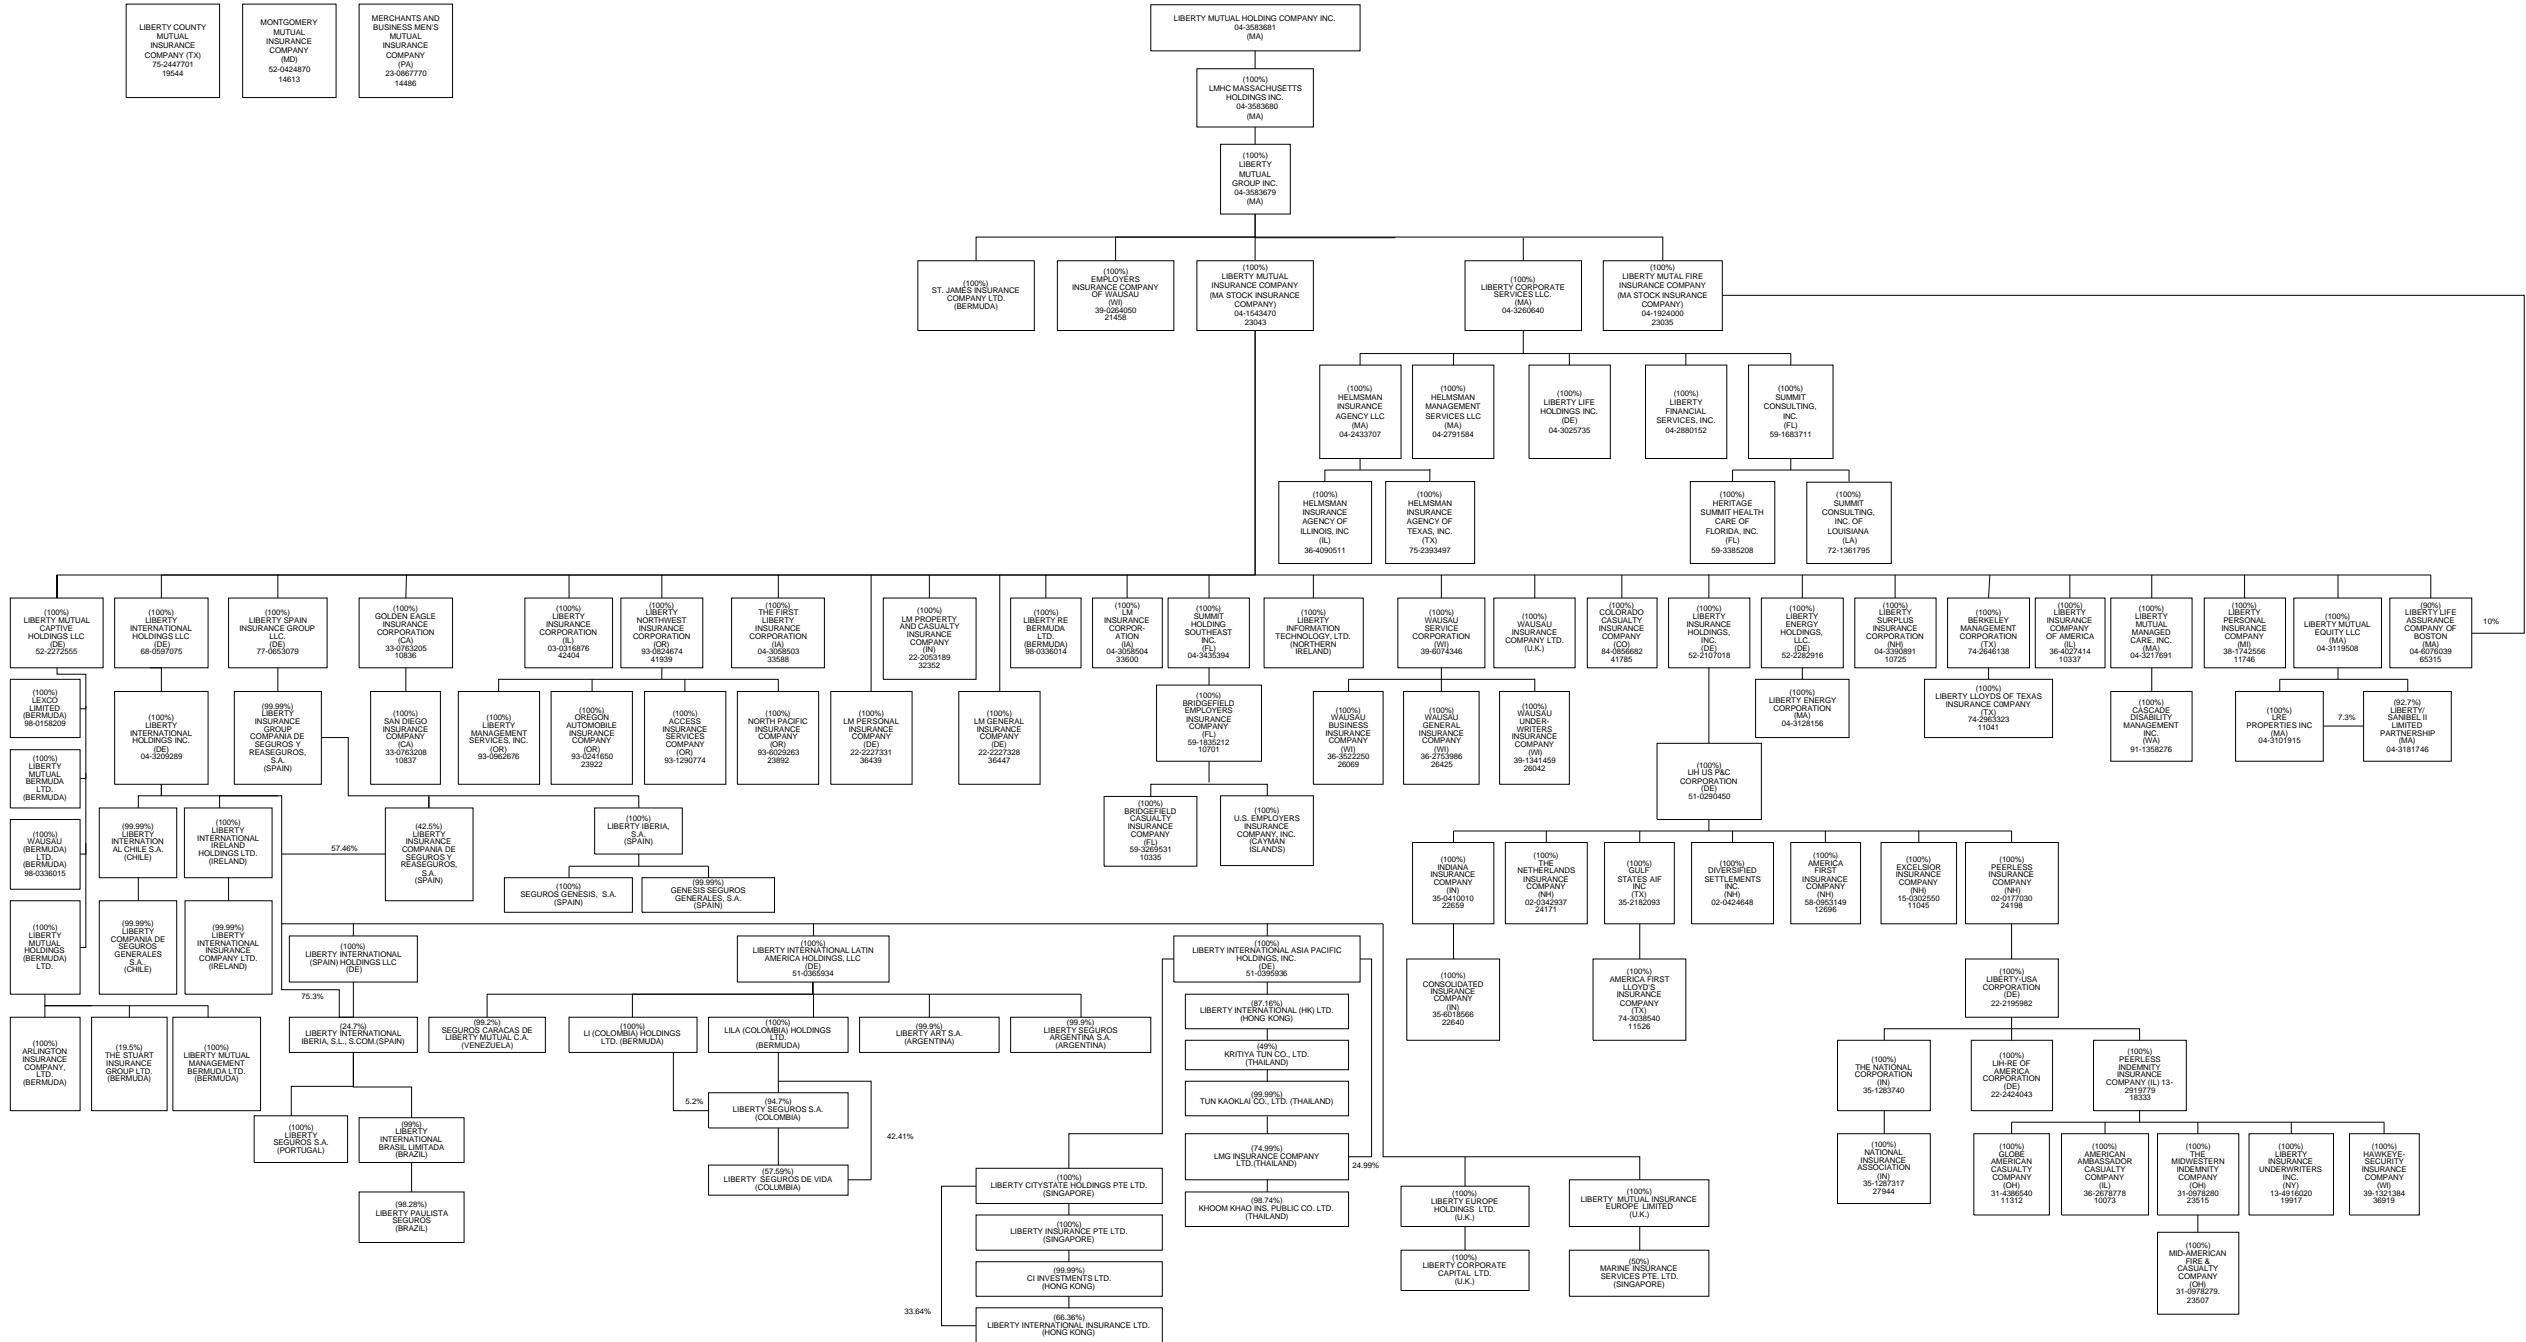 LIBERTY COUNTY
MUTUAL
INSURANCE
COMPANY (TX)
75-2447701
19544
MONTGOMERY
MUTUAL
INSURANCE
COMPANY
(MD)
52-0424870
14613
MERCHANTS AND
BUSINESS MEN'S
MUTUAL
INSURANCE
COMPANY
(PA)
23-0867770
14486
LIBERTY MUTUAL HOLDING COMPANY INC.
04-3583681
(MA)
(100%)
LMHC MASSACHUSETTS
HOLDINGS INC.
04-3583680
(MA)
(100%)
LIBERTY
MUTUAL
GROUP INC.
04-3583679
(MA)
(100%)
ST. JAMES INSURANCE
COMPANY LTD.
(BERMUDA)
(100%)
EMPLOYERS
INSURANCE COMPANY
OF WAUSAU
(WI)
39-0264050
21458
(100%)
LIBERTY MUTUAL
INSURANCE COMPANY
(MA STOCK INSURANCE
COMPANY)
04-1543470
23043
(100%)
LIBERTY CORPORATE
SERVICES LLC.
(MA)
04-3260640
(100%)
LIBERTY MUTAL FIRE
INSURANCE COMPANY
(MA STOCK INSURANCE
COMPANY)
04-1924000
23035
(100%)
HELMSMAN
INSURANCE
AGENCY LLC
(MA)
04-2433707
(100%)
HELMSMAN
MANAGEMENT
SERVICES LLC
(MA)
04-2791584
(100%)
LIBERTY LIFE
HOLDINGS INC.
(DE)
04-3025735
(100%)
LIBERTY
FINANCIAL
SERVICES, INC.
04-2880152
(100%)
SUMMIT
CONSULTING,
INC.
(FL)
59-1683711
(100%)
HELMSMAN
INSURANCE
AGENCY OF
ILLINOIS, INC
(IL)
36-4090511
(100%)
HELMSMAN
INSURANCE
AGENCY OF
TEXAS, INC.
(TX)
75-2393497
(100%)
HERITAGE
SUMMIT HEALTH
CARE OF
FLORIDA, INC.
(FL)
59-3385208
(100%)
SUMMIT
CONSULTING,
INC. OF
LOUISIANA
(LA)
72-1361795
(100%)
LIBERTY MUTUAL
CAPTIVE
HOLDINGS LLC
(DE)
52-2272555
(100%)
LIBERTY
INTERNATIONAL
HOLDINGS LLC
(DE)
68-0597075
(100%)
LIBERTY SPAIN
INSURANCE GROUP
LLC.
(DE)
77-0653079
(100%)
GOLDEN EAGLE
INSURANCE
CORPORATION
(CA)
33-0763205
10836
(100%)
LIBERTY
INSURANCE
CORPORATION
(IL)
03-0316876
42404
(100%)
LIBERTY
NORTHWEST
INSURANCE
CORPORATION
(OR)
93-0824674
41939
(100%)
THE FIRST
LIBERTY
INSURANCE
CORPORATION
(IA)
04-3058503
33588
(100%)
LM PROPERTY
AND CASUALTY
INSURANCE
COMPANY
(IN)
22-2053189
32352
(100%)
LIBERTY RE
BERMUDA
LTD.
(BERMUDA)
98-0336014
(100%)
LM
INSURANCE
CORPOR-
ATION
(IA)
04-3058504
33600
(100%)
SUMMIT
HOLDING
SOUTHEAST
INC.
(FL)
04-3435394
(100%)
LIBERTY
INFORMATION
TECHNOLOGY, LTD.
(NORTHERN
IRELAND)
(100%)
WAUSAU
SERVICE
CORPORATION
(WI)
39-6074346
(100%)
WAUSAU
INSURANCE
COMPANY LTD.
(U.K.)
(100%)
COLORADO
CASUALTY
INSURANCE
COMPANY
(CO)
84-0856682
41785
(100%)
LIBERTY
INSURANCE
HOLDINGS,
INC.
(DE)
52-2107018
(100%)
LIBERTY
ENERGY
HOLDINGS,
LLC.
(DE)
52-2282916
(100%)
LIBERTY
SURPLUS
INSURANCE
CORPORATION
(NH)
04-3390891
10725
(100%)
BERKELEY
MANAGEMENT
CORPORATION
(TX)
74-2646138
(100%)
LIBERTY
INSURANCE
COMPANY
OF AMERICA
(IL)
36-4027414
10337
(100%)
LIBERTY
MUTUAL
MANAGED
CARE, INC.
(MA)
04-3217691
(100%)
LIBERTY
PERSONAL
INSURANCE
COMPANY
(MI)
38-1742556
11746
(100%)
LIBERTY MUTUAL
EQUITY LLC
(MA)
04-3119508
(90%)
LIBERTY LIFE
ASSURANCE
COMPANY OF
BOSTON
(MA)
04-6076039
65315
10%
(100%)
LEXCO
LIMITED
(BERMUDA)
98-0158209
(100%)
LIBERTY
INTERNATIONAL
HOLDINGS INC.
(DE)
04-3209289
(99.99%)
LIBERTY
INSURANCE
GROUP
COMPANIA DE
SEGUROS Y
REASEGUROS,
S.A.
(SPAIN)
(100%)
SAN DIEGO
INSURANCE
COMPANY
(CA)
33-0763208
10837
(100%)
LIBERTY
MANAGEMENT
SERVICES, INC.
(OR)
93-0962676
(100%)
OREGON
AUTOMOBILE
INSURANCE
COMPANY
(OR)
93-0241650
23922
(100%)
ACCESS
INSURANCE
SERVICES
COMPANY
(OR)
93-1290774
(100%)
NORTH PACIFIC
INSURANCE
COMPANY
(OR)
93-6029263
23892
(100%)
LM PERSONAL
INSURANCE
COMPANY
(DE)
22-2227331
36439
(100%)
LM GENERAL
INSURANCE
COMPANY
(DE)
22-2227328
36447
(100%)
BRIDGEFIELD
EMPLOYERS
INSURANCE
COMPANY
(FL)
59-1835212
10701
(100%)
WAUSAU
BUSINESS
INSURANCE
COMPANY
(WI)
36-3522250
26069
(100%)
WAUSAU
GENERAL
INSURANCE
COMPANY
(WI)
36-2753986
26425
(100%)
WAUSAU
UNDER-
WRITERS
INSURANCE
COMPANY
(WI)
39-1341459
26042
(100%)
LIBERTY ENERGY
CORPORATION
(MA)
04-3128156
(100%)
LIBERTY LLOYDS OF TEXAS
INSURANCE C0MPANY
(TX)
74-2963323
11041
(100%)
CASCADE
DISABILITY
MANAGEMENT
INC.
(WA)
91-1358276
(100%)
LRE
PROPERTIES INC
(MA)
04-3101915
7.3%
(92.7%)
LIBERTY/
SANIBEL II
LIMITED
PARTNERSHIP
(MA)
04-3181746
(100%)
LIBERTY
MUTUAL
BERMUDA
LTD.
(BERMUDA)
(100%)
LIH US P&C
CORPORATION
(DE)
51-0290450
(100%)
WAUSAU
(BERMUDA)
LTD.
(BERMUDA)
98-0336015
(99.99%)
LIBERTY
INTERNATION
AL CHILE S.A.
(CHILE)
(100%)
LIBERTY
INTERNATIONAL
IRELAND
HOLDINGS LTD.
(IRELAND)
57.46%
(42.5%)
LIBERTY
INSURANCE
COMPANIA DE
SEGUROS Y
REASEGUROS,
S.A.
(SPAIN)
(100%)
LIBERTY IBERIA,
S.A.
(SPAIN)
(100%)
BRIDGEFIELD
CASUALTY
INSURANCE
COMPANY
(FL)
59-3269531
10335
(100%)
U.S. EMPLOYERS
INSURANCE
COMPANY, INC.
(CAYMAN
ISLANDS)
(100%)
SEGUROS GENESIS, S.A.
(SPAIN)
(99.99%)
GENESIS SEGUROS
GENERALES, S.A.
(SPAIN)
(100%)
INDIANA
INSURANCE
COMPANY
(IN)
35-0410010
22659
(100%)
THE
NETHERLANDS
INSURANCE
COMPANY
(NH)
02-0342937
24171
(100%)
GULF
STATES AIF
INC
(TX)
35-2182093
(100%)
DIVERSIFIED
SETTLEMENTS
INC.
(NH)
02-0424648
(100%)
AMERICA
FIRST
INSURANCE
COMPANY
(NH)
58-0953149
12696
(100%)
EXCELSIOR
INSURANCE
COMPANY
(NH)
15-0302550
11045
(100%)
PEERLESS
INSURANCE
COMPANY
(NH)
02-0177030
24198
(100%)
LIBERTY
MUTUAL
HOLDINGS
(BERMUDA)
LTD.
(99.99%)
LIBERTY
COMPANIA DE
SEGUROS
GENERALES
S.A..
(CHILE)
(99.99%)
LIBERTY
INTERNATIONAL
INSURANCE
COMPANY LTD.
(IRELAND)
(100%)
LIBERTY INTERNATIONAL
(SPAIN) HOLDINGS LLC
(DE)
(100%)
LIBERTY INTERNATIONAL LATIN
AMERICA HOLDINGS, LLC
(DE)
51-0365934
(100%)
LIBERTY INTERNATIONAL ASIA PACIFIC
HOLDINGS, INC.
(DE)
51-0395936
(100%)
CONSOLIDATED
INSURANCE
COMPANY
(IN)
35-6018566
22640
(100%)
AMERICA FIRST
LLOYD'S
INSURANCE
COMPANY
(TX)
74-3038540
11526
(100%)
LIBERTY-USA
CORPORATION
(DE)
22-2195982
75.3%
(87.16%)
LIBERTY INTERNATIONAL (HK) LTD.
(HONG KONG)
(100%)
ARLINGTON
INSURANCE
COMPANY,
LTD.
(BERMUDA)
(19.5%)
THE STUART
INSURANCE
GROUP LTD.
(BERMUDA)
(100%)
LIBERTY MUTUAL
MANAGEMENT
BERMUDA LTD.
(BERMUDA)
(24.7%)
LIBERTY INTERNATIONAL
IBERIA, S.L., S.COM.(SPAIN)
(99.2%)
SEGUROS CARACAS DE
LIBERTY MUTUAL C.A.
(VENEZUELA)
(100%)
LI (COLOMBIA) HOLDINGS
LTD. (BERMUDA)
(100%)
LILA (COLOMBIA) HOLDINGS
LTD.
(BERMUDA)
(99.9%)
LIBERTY ART S.A.
(ARGENTINA)
(99.9%)
LIBERTY SEGUROS
ARGENTINA S.A.
(ARGENTINA)
(49%)
KRITIYA TUN CO., LTD.
(THAILAND)
(100%)
THE NATIONAL
CORPORATION
(IN)
35-1283740
(100%)
LIH-RE OF
AMERICA
CORPORATION
(DE)
22-2424043
(100%)
PEERLESS
INDEMNITY
INSURANCE
COMPANY (IL) 13-
2919779
18333
5.2%
(94.7%)
LIBERTY SEGUROS S.A.
(COLOMBIA)
42.41%
(99.99%)
TUN KAOKLAI CO., LTD. (THAILAND)
(100%)
LIBERTY
SEGUROS S.A.
(PORTUGAL)
(99%)
LIBERTY
INTERNATIONAL
BRASIL LIMITADA
(BRAZIL)
(57.59%)
LIBERTY SEGUROS DE VIDA
(COLUMBIA)
(74.99%)
LMG INSURANCE COMPANY
LTD.(THAILAND)
24.99%
(100%)
NATIONAL
INSURANCE
ASSOCIATION
(IN)
35-1287317
27944
(100%)
GLOBE
AMERICAN
CASUALTY
COMPANY
(OH)
31-4386540
11312
(100%)
AMERICAN
AMBASSADOR
CASUALTY
COMPANY
(IL)
36-2678778
10073
(100%)
THE
MIDWESTERN
INDEMNITY
COMPANY
(OH)
31-0978280
23515
(100%)
LIBERTY
INSURANCE
UNDERWRITERS
INC.
(NY)
13-4916020
19917
(100%)
HAWKEYE-
SECURITY
INSURANCE
COMPANY
(WI)
39-1321384
36919
(98.28%)
LIBERTY PAULISTA
SEGUROS
(BRAZIL)
(100%)
LIBERTY CITYSTATE HOLDINGS PTE LTD.
(SINGAPORE)
(98.74%)
KHOOM KHAO INS. PUBLIC CO. LTD.
(THAILAND)
(100%)
LIBERTY EUROPE
HOLDINGS LTD.
(U.K.)
(100%)
LIBERTY MUTUAL INSURANCE
EUROPE LIMITED
(U.K.)
(100%)
LIBERTY INSURANCE PTE LTD.
(SINGAPORE)
(99.99%)
CI INVESTMENTS LTD.
(HONG KONG)
(100%)
LIBERTY CORPORATE
CAPITAL LTD.
(U.K.)
(50%)
MARINE INSURANCE
SERVICES PTE. LTD.
(SINGAPORE)
(100%)
MID-AMERICAN
FIRE &
CASUALTY
COMPANY
(OH)
31-0978279.
23507
33.64%
(66.36%)
LIBERTY INTERNATIONAL INSURANCE LTD.
(HONG KONG)